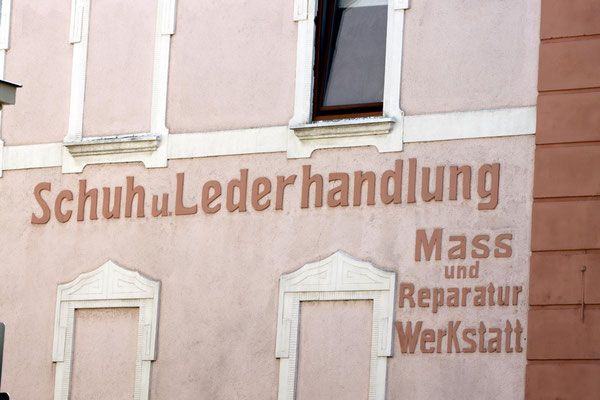 Schuh u. Lederhandlung
Mass
und
Reparatur
Werkstatt